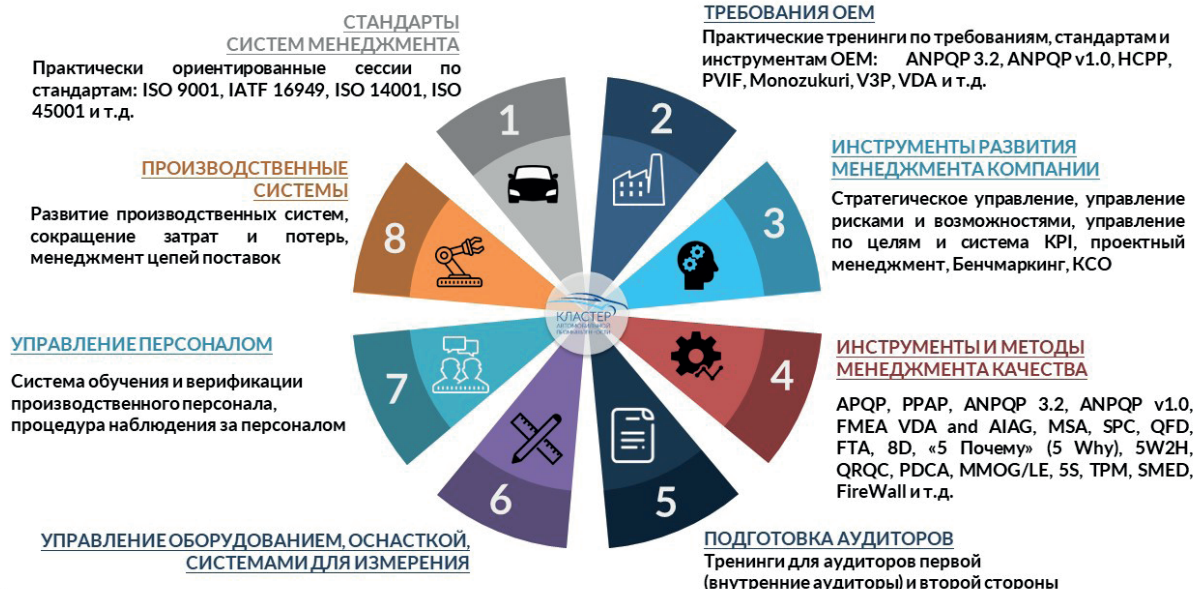 СТАНДАРТЫ
СИСТЕМ МЕНЕДЖМЕНТА
Практически ориентированные сессии по
стандартам: ISO 9001, IATF 16949, ISO 14001, ISO
45001 и т.д.
1
ТРЕБОВАНИЯ OEM
Практические тренинги по требованиям, стандартам и
инструментам OEM: ANPQP 3.2, ANPQP v1.0, HCPP,
PVIF, Monozukuri, V3P, VDA и т.д.
2
ИНСТРУМЕНТЫ РАЗВИТИЯ
МЕНЕДЖМЕНТА КОМПАНИИ
Стратегическое управление, управление
рисками и возможностями, управление
по целям и система KPI, проектный
менеджмент, Бенчмаркинг, КСО
3
ИНСТРУМЕНТЫ И МЕТОДЫ
МЕНЕДЖМЕНТА КАЧЕСТВА
APQP, PPAP, ANPQP 3.2, ANPQP v1.0,
FMEA VDA and AIAG, MSA, SPC, QFD,
FTA, 8D, «5 Почему» (5 Why), 5W2H,
QRQC, PDCA, MMOG/LE, 5S, TPM, SMED,
FireWall и т.д.
4
ПОДГОТОВКА АУДИТОРОВ
Тренинги для аудиторов первой
(внутренние аудиторы) и второй стороны
5
УПРАВЛЕНИЕ ОБОРУДОВАНИЕМ, ОСНАСТКОЙ,
СИСТЕМАМИ ДЛЯ ИЗМЕРЕНИЯ
6
УПРАВЛЕНИЕ ПЕРСОНАЛОМ
Система обучения и верификации
производственного персонала,
процедура наблюдения за персоналом
7
ПРОИЗВОДСТВЕННЫЕ
СИСТЕМЫ
Развитие производственных систем,
сокращение затрат и потерь,
менеджмент цепей поставок
8
КЛАСТЕР
АВТОМОБИЛЬНОЙ